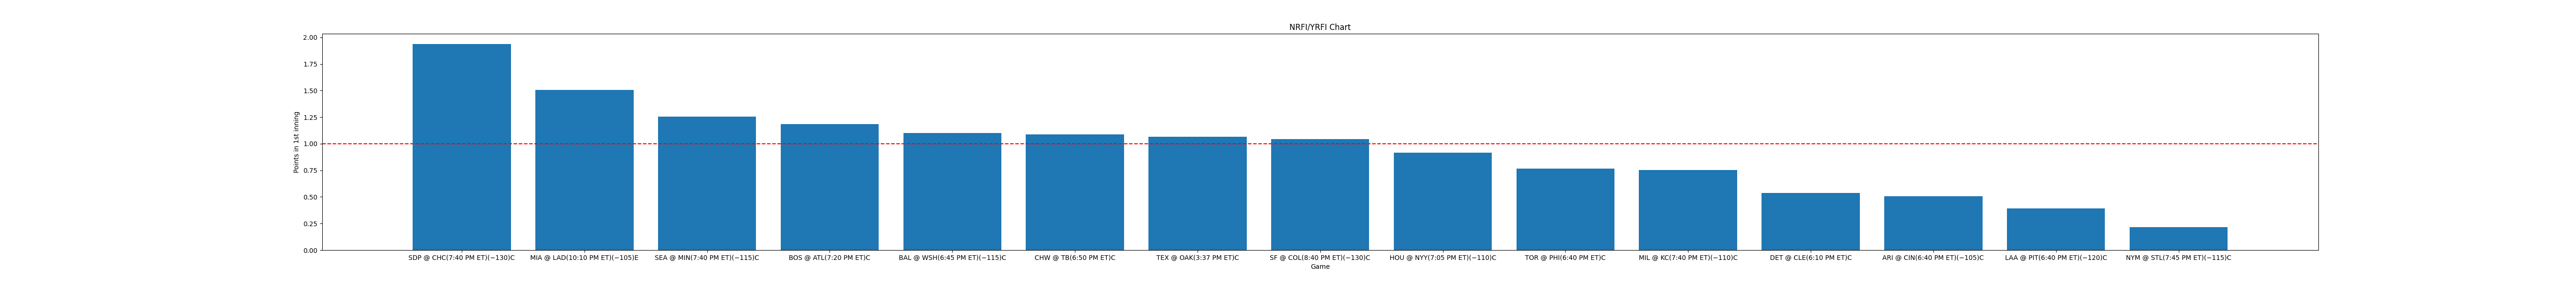 NRFI/YRFI Chart
Points in 1st inning
2.00
1.75
1.50
1.25
1.00
0.75
0.50
0.25
0.00
SDP @ CHC(7:40 PM ET)(−130)C MIA @ LAD(10:10 PM ET)(−105)E SEA @ MIN(7:40 PM ET)(−115)C BOS @ ATL(7:20 PM ET)C BAL @ WSH(6:45 PM ET)(−115)C CHW @ TB(6:50 PM ET)C TEX @ OAK(3:37 PM ET)C SF @ COL(8:40 PM ET)(−130)C HOU @ NYY(7:05 PM ET)(−110)C TOR @ PHI(6:40 PM ET)C MIL @ KC(7:40 PM ET)(−110)C DET @ CLE(6:10 PM ET)C ARI @ CIN(6:40 PM ET)(−105)C LAA @ PIT(6:40 PM ET)(−120)C NYM @ STL(7:45 PM ET)(−115)C
Game